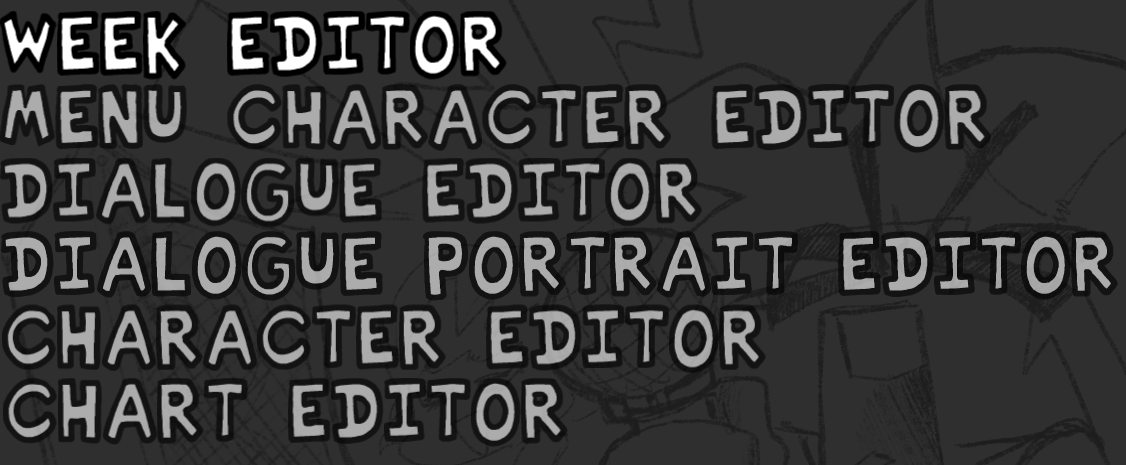 WEEK EDITOR
MENU CHARACTER EDITOR
DIALOGUE EDITOR
DIALOGUE PORTRAIT EDITOR
CHARACTER EDITOR
CHART EDITOR